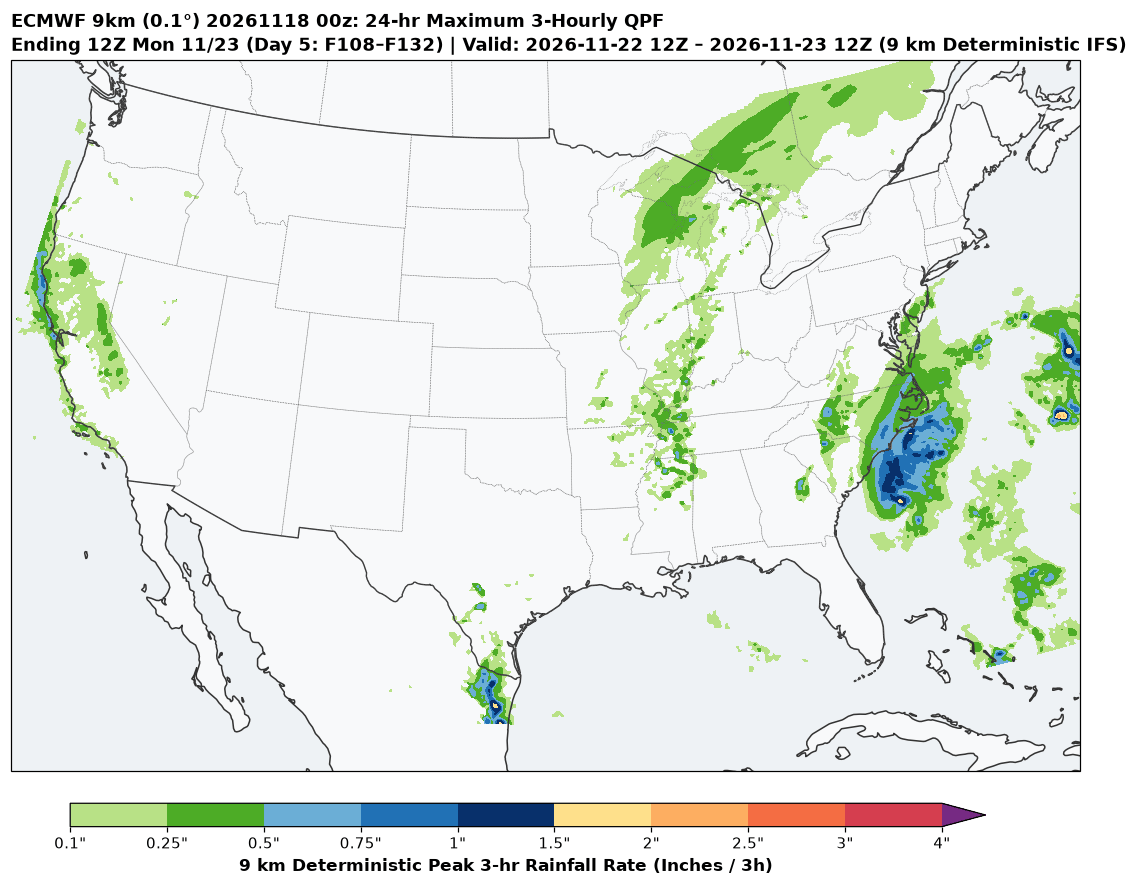 ECMWF 9km (0.1°) 20261118 00z: 24-hr Maximum 3-Hourly QPF
Ending 12Z Mon 11/23 (Day 5: F108–F132) | Valid: 2026-11-22 12Z – 2026-11-23 12Z (9 km Deterministic IFS)
0.1" 0.25" 0.5" 0.75" 1" 1.5" 2" 2.5" 3" 4"
9 km Deterministic Peak 3-hr Rainfall Rate (Inches / 3h)